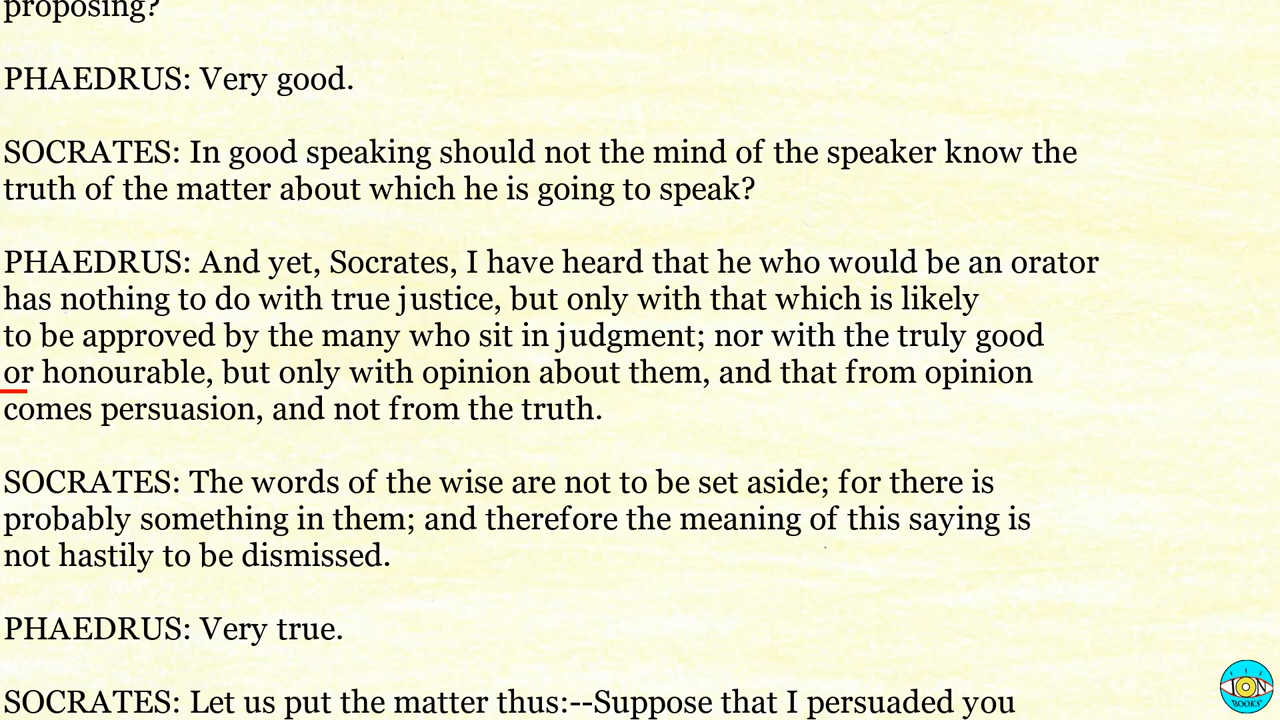 proposing?
PHAEDRUS: Very good.
SOCRATES: In good speaking should not the mind of the speaker know the
truth of the matter about which he is going to speak?
PHAEDRUS: And yet, Socrates, I have heard that he who would be an orator
has nothing to do with true justice, but only with that which is likely
to be approved by the many who sit in judgment; nor with the truly good
or honourable, but only with opinion about them, and that from opinion
comes persuasion, and not from the truth.
SOCRATES: The words of the wise are not to be set aside; for there is
probably something in them; and therefore the meaning of this saying is
not hastily to be dismissed.
PHAEDRUS: Very true.
SOCRATES: Let us put the matter thus:--Suppose that I persuaded you
ION
BOOKS